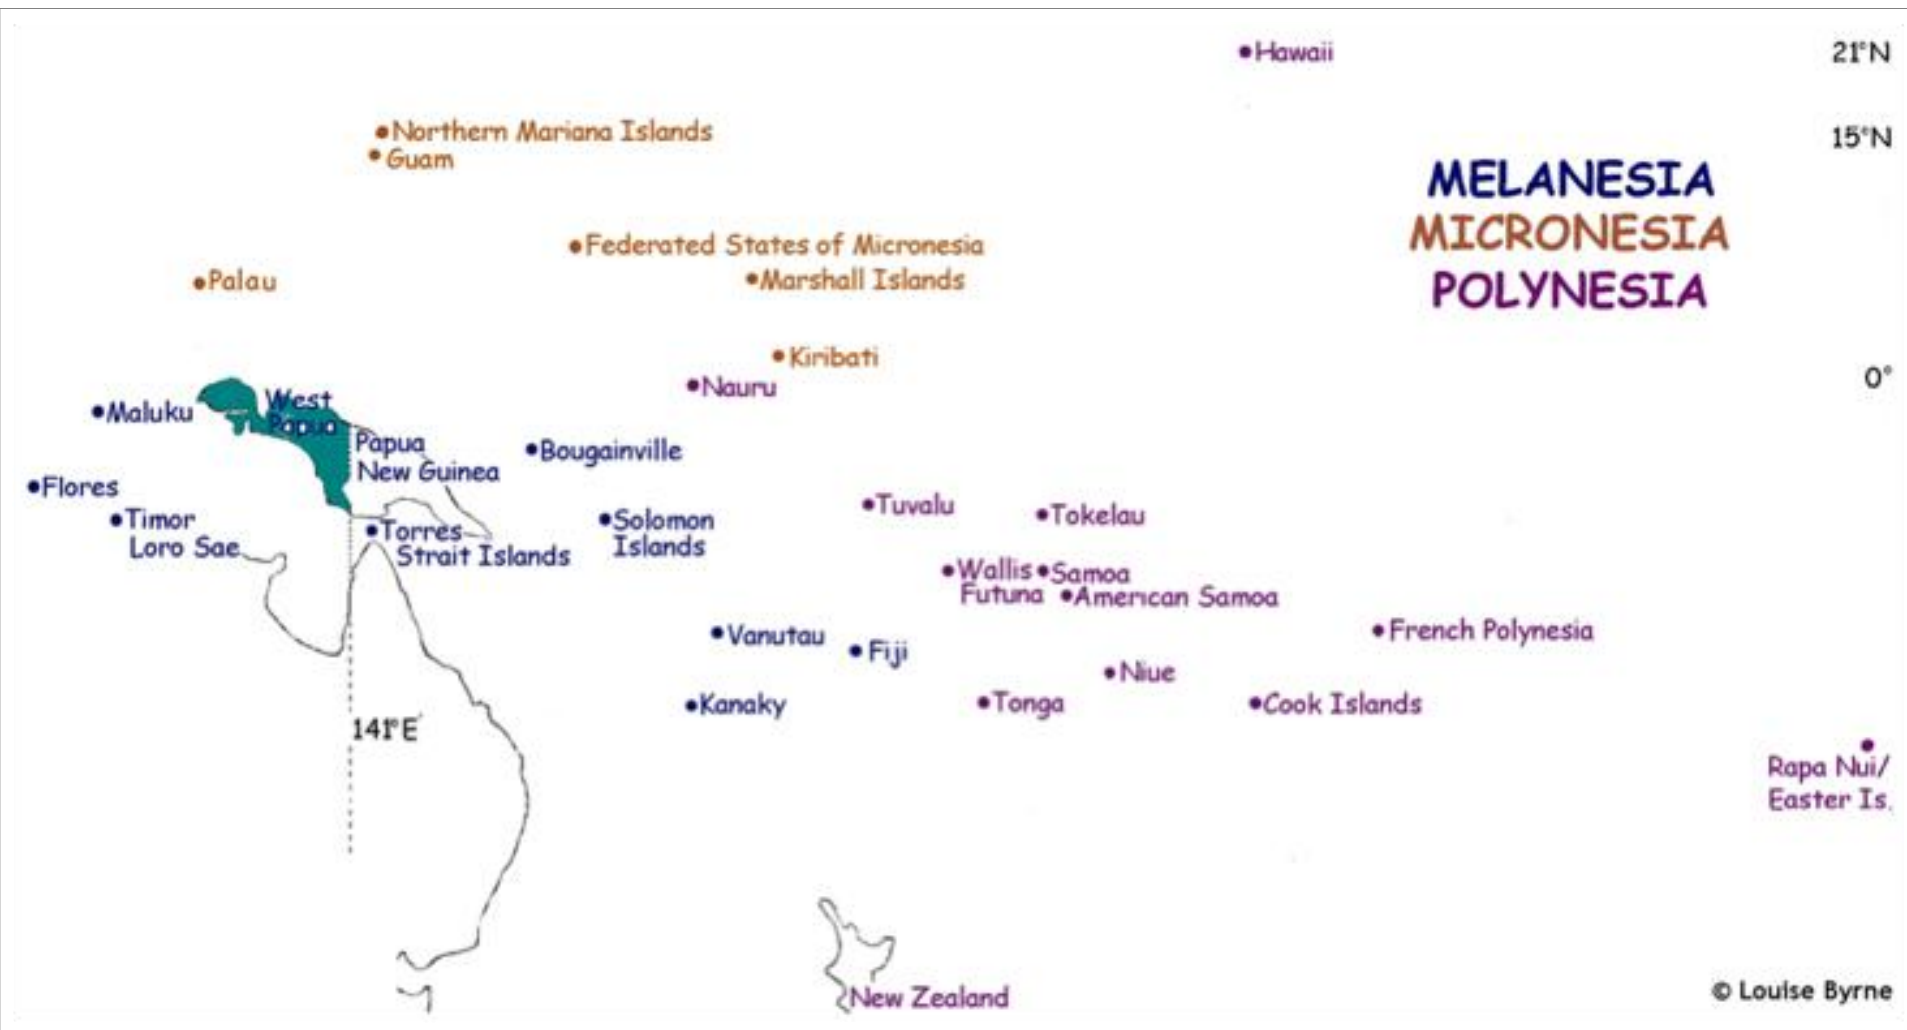 Hawaii
21°N
Northern Mariana Islands
15°N
Guam
MELANESIA
MICRONESIA
POLYNESIA
Federated States of Micronesia
Palau
Marshall Islands
Kiribati
0°
Nauru
West
Papua
Maluku
Papua
New Guinea
Bougainville
Flores
Timor
Loro Sae
Torres
Strait Islands
Solomon
Islands
Tuvalu
Tokelau
Wallis
Futuna
Samoa
American Samoa
Vanutau
Fiji
French Polynesia
Niue
Kanaky
Tonga
Cook Islands
141°E
Rapa Nui/
Easter Is.
New Zealand
© Louise Byrne